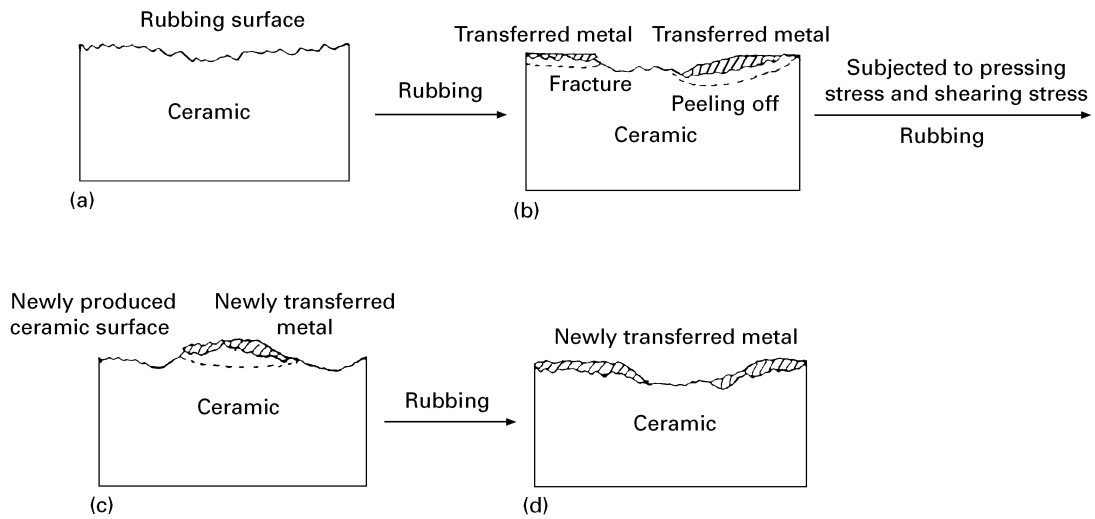 Rubbing surface
Ceramic
(a)
Rubbing
Transferred metal
Transferred metal
Fracture
Peeling off
Ceramic
(b)
Subjected to pressing
stress and shearing stress
Rubbing
Newly produced
ceramic surface
Newly transferred
metal
Ceramic
(c)
Rubbing
Newly transferred metal
Ceramic
(d)